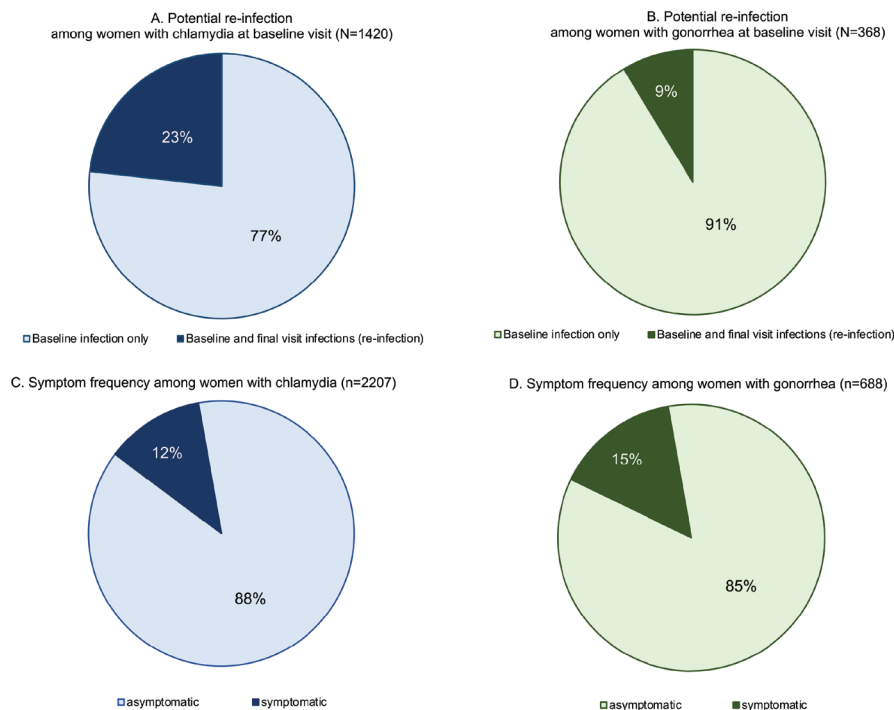 A. Potential re-infection
among women with chlamydia at baseline visit (N=1420)
23%
77%
Baseline infection only
Baseline and final visit infections (re-infection)
B. Potential re-infection
among women with gonorrhea at baseline visit (N=368)
9%
91%
Baseline infection only
Baseline and final visit infections (re-infection)
C. Symptom frequency among women with chlamydia (n=2207)
12%
88%
asymptomatic
symptomatic
D. Symptom frequency among women with gonorrhea (n=688)
15%
85%
asymptomatic
symptomatic